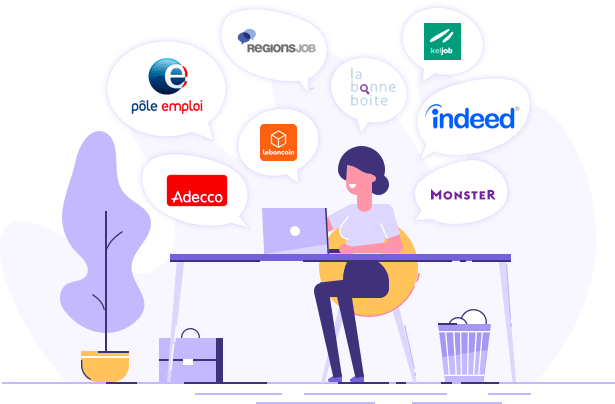 REGIONSJOB
keljob
pôle emploi
la
bonne
boite
indeed®
leboncoin
Adecco
MONSTER